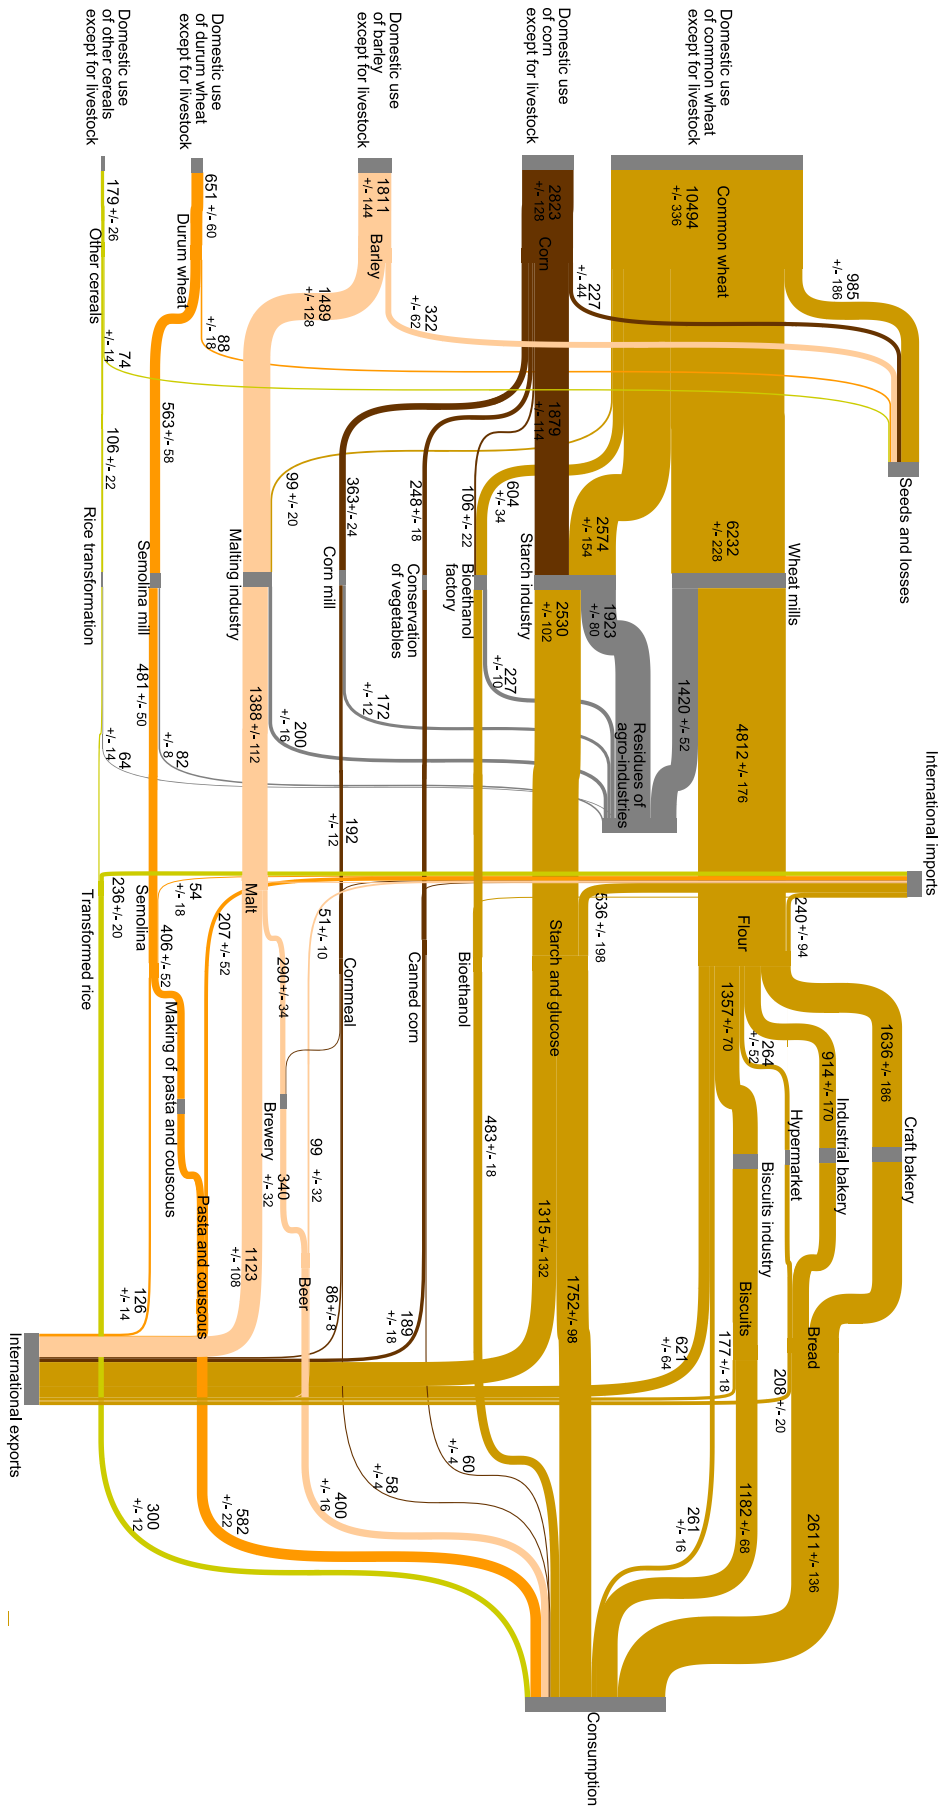 Domestic use
of common wheat
except for livestock
Domestic use
of corn
except for livestock
Domestic use
of barley
except for livestock
Domestic use
of durum wheat
except for livestock
Domestic use
of other cereals
except for livestock
985
+/- 186
Common wheat
10494
+/- 336
227
+/- 44
2823
+/- 128
Corn
322
+/- 62
1811
+/- 144
Barley
1489
+/- 128
88
+/- 18
651 +/- 60
Durum wheat
74
+/- 14
179 +/- 26
Other cereals
Seeds and losses
6232
+/- 228
Wheat mills
2574
+/- 154
1879
+/- 114
Starch industry
604
+/- 34
106 +/- 22
Bioethanol
factory
248 +/- 18
Conservation
of vegetables
363+/- 24
Corn mill
99 +/- 20
Malting industry
563+/- 58
Semolina mill
106 +/- 22
Rice transformation
1420 +/- 52
4812 +/- 176
1923
+/- 80
2530
+/- 102
227
+/- 10
172
+/- 12
200
+/- 16
82
+/- 8
64
+/- 14
Residues of
agro-industries
1388 +/- 112
481 +/- 50
192
+/- 12
International imports
240 +/- 94
Flour
536 +/- 198
Starch and glucose
Bioethanol
Canned corn
Cornmeal
51+/- 10
Malt
290+/- 34
207 +/- 52
54
+/- 18
Semolina
406 +/- 52
236+/- 20
Transformed rice
1636 +/- 186
Craft bakery
914 +/- 170
Industrial bakery
264
+/- 52
Hypermarket
1357+/- 70
Biscuits industry
Biscuits
Bread
483+/- 18
99 +/- 32
Brewery
340
+/- 32
Beer
Making of pasta and couscous
Pasta and couscous
1315 +/- 132
1752+/- 98
1123
+/- 108
126
+/- 14
86+/- 8
189
+/- 18
621
+/- 64
177 +/- 18
208 +/- 20
International exports
2611 +/- 136
1182 +/- 68
261
+/- 16
60
+/- 4
58
+/- 4
400
+/- 16
582
+/- 22
300
+/- 12
Consumption